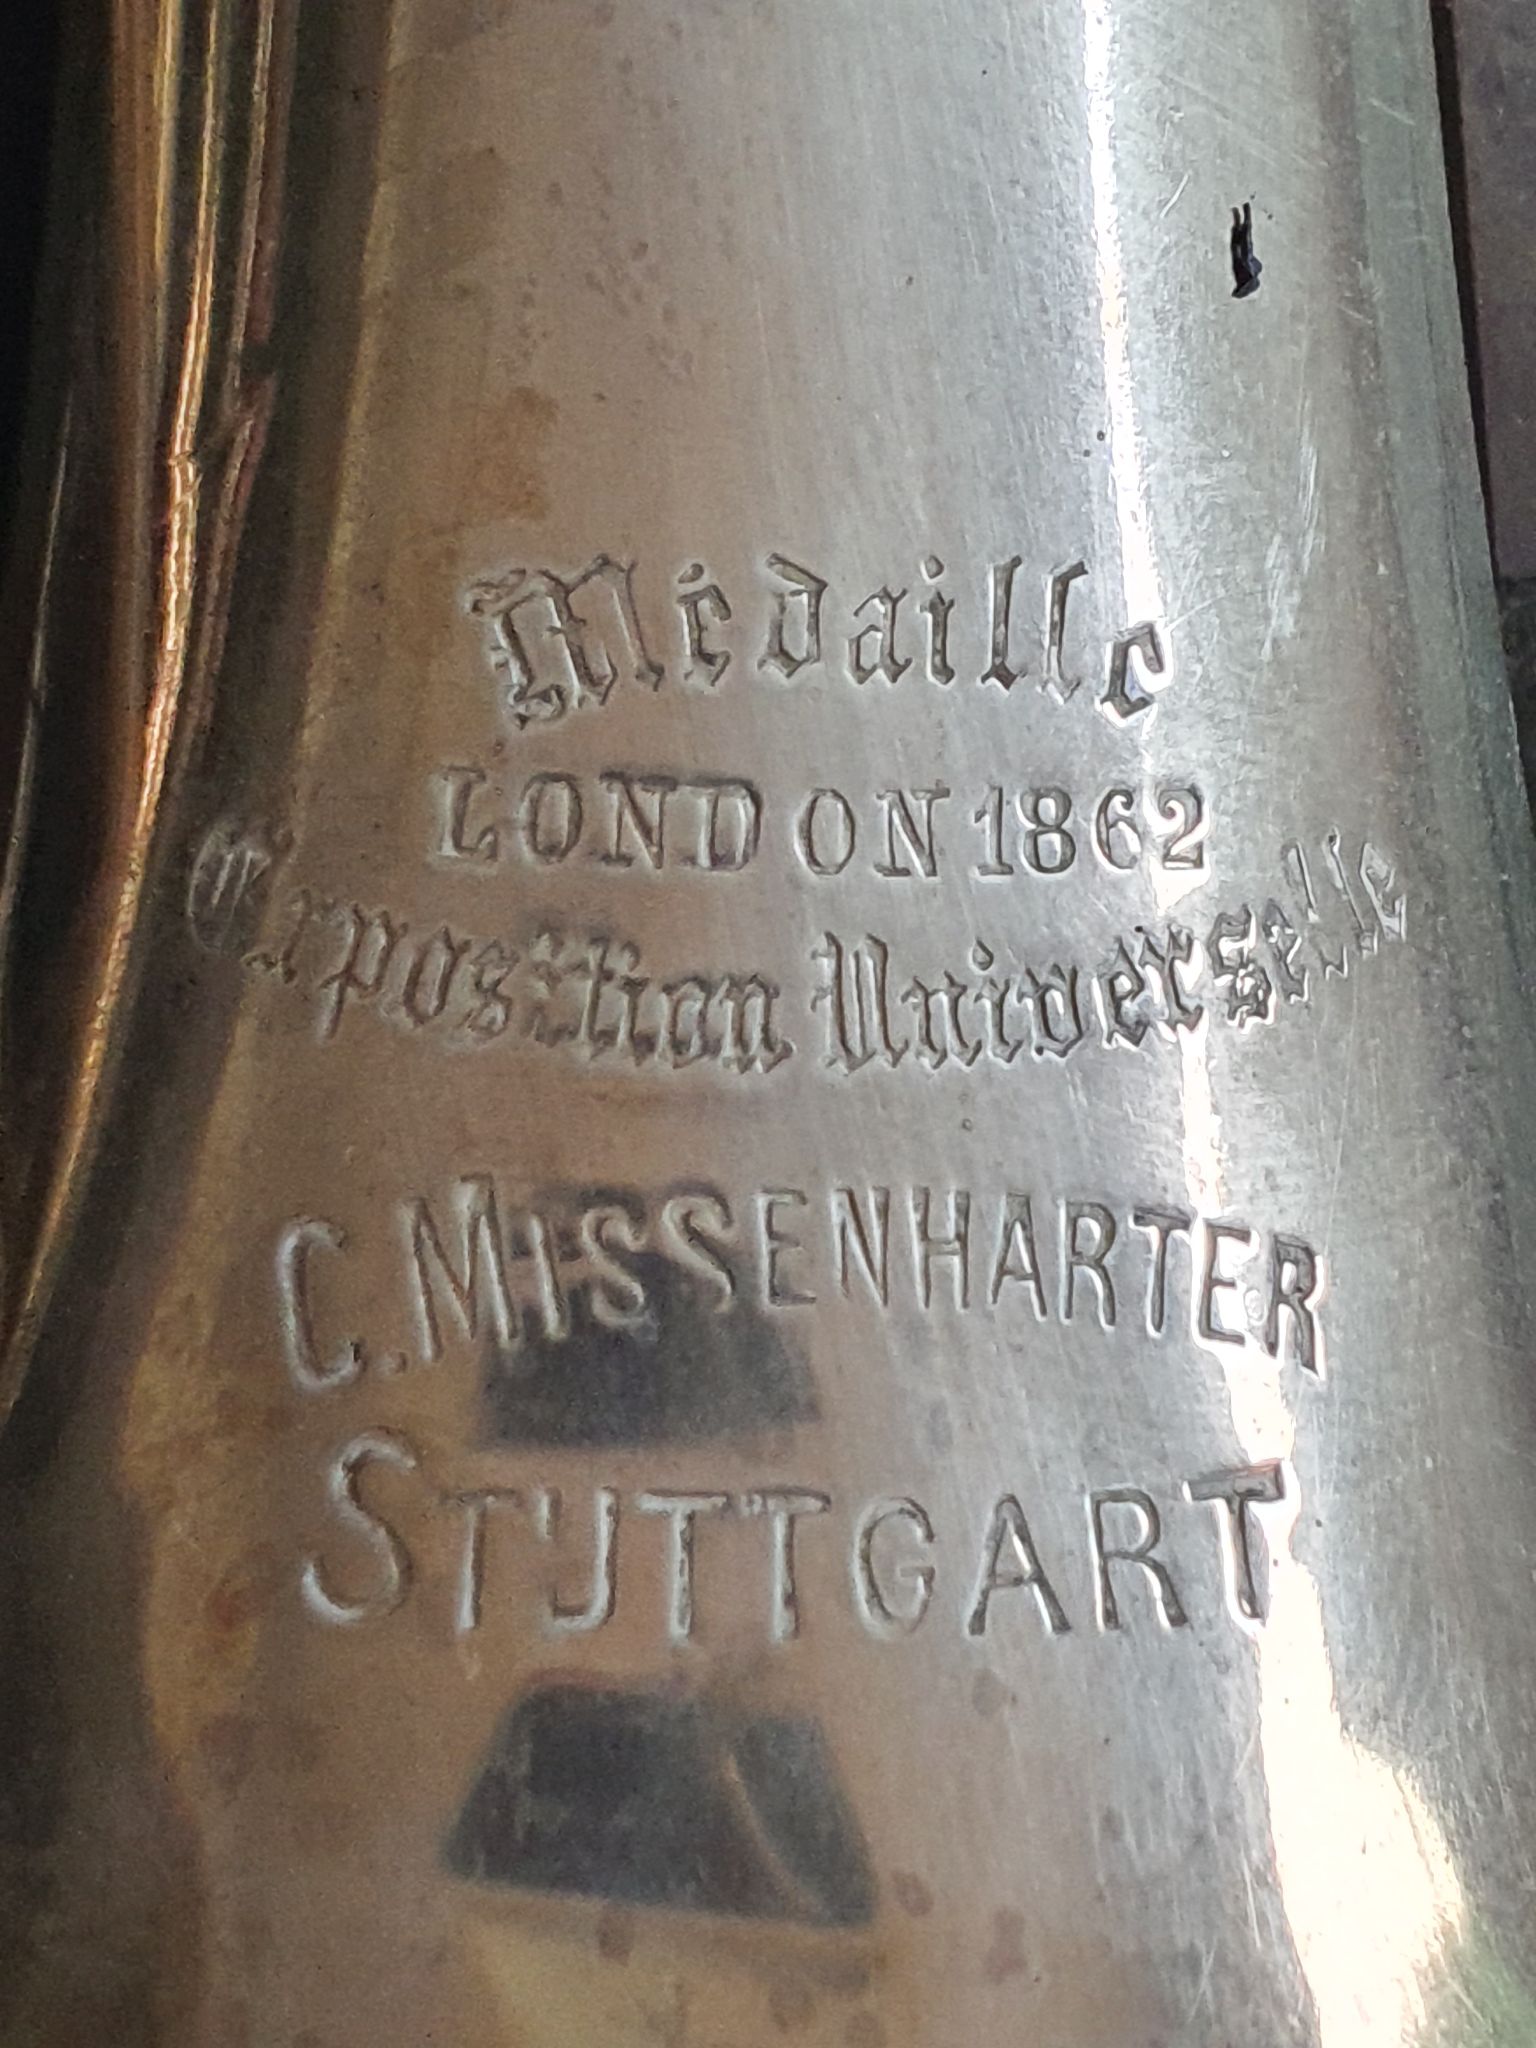 Médaille
LONDON 1862
Exposition Universelle
C. MISSENHARTER
STUTTGART